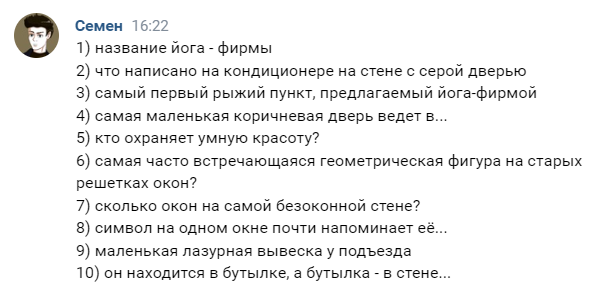 Семен 16:22
1) название йога - фирмы
2) что написано на кондиционере на стене с серой дверью
3) самый первый рыжий пункт, предлагаемый йога-фирмой
4) самая маленькая коричневая дверь ведет в...
5) кто охраняет умную красоту?
6) самая часто встречающаяся геометрическая фигура на старых
решетках окон?
7) сколько окон на самой безоконной стене?
8) символ на одном окне почти напоминает её...
9) маленькая лазурная вывеска у подъезда
10) он находится в бутылке, а бутылка - в стене...